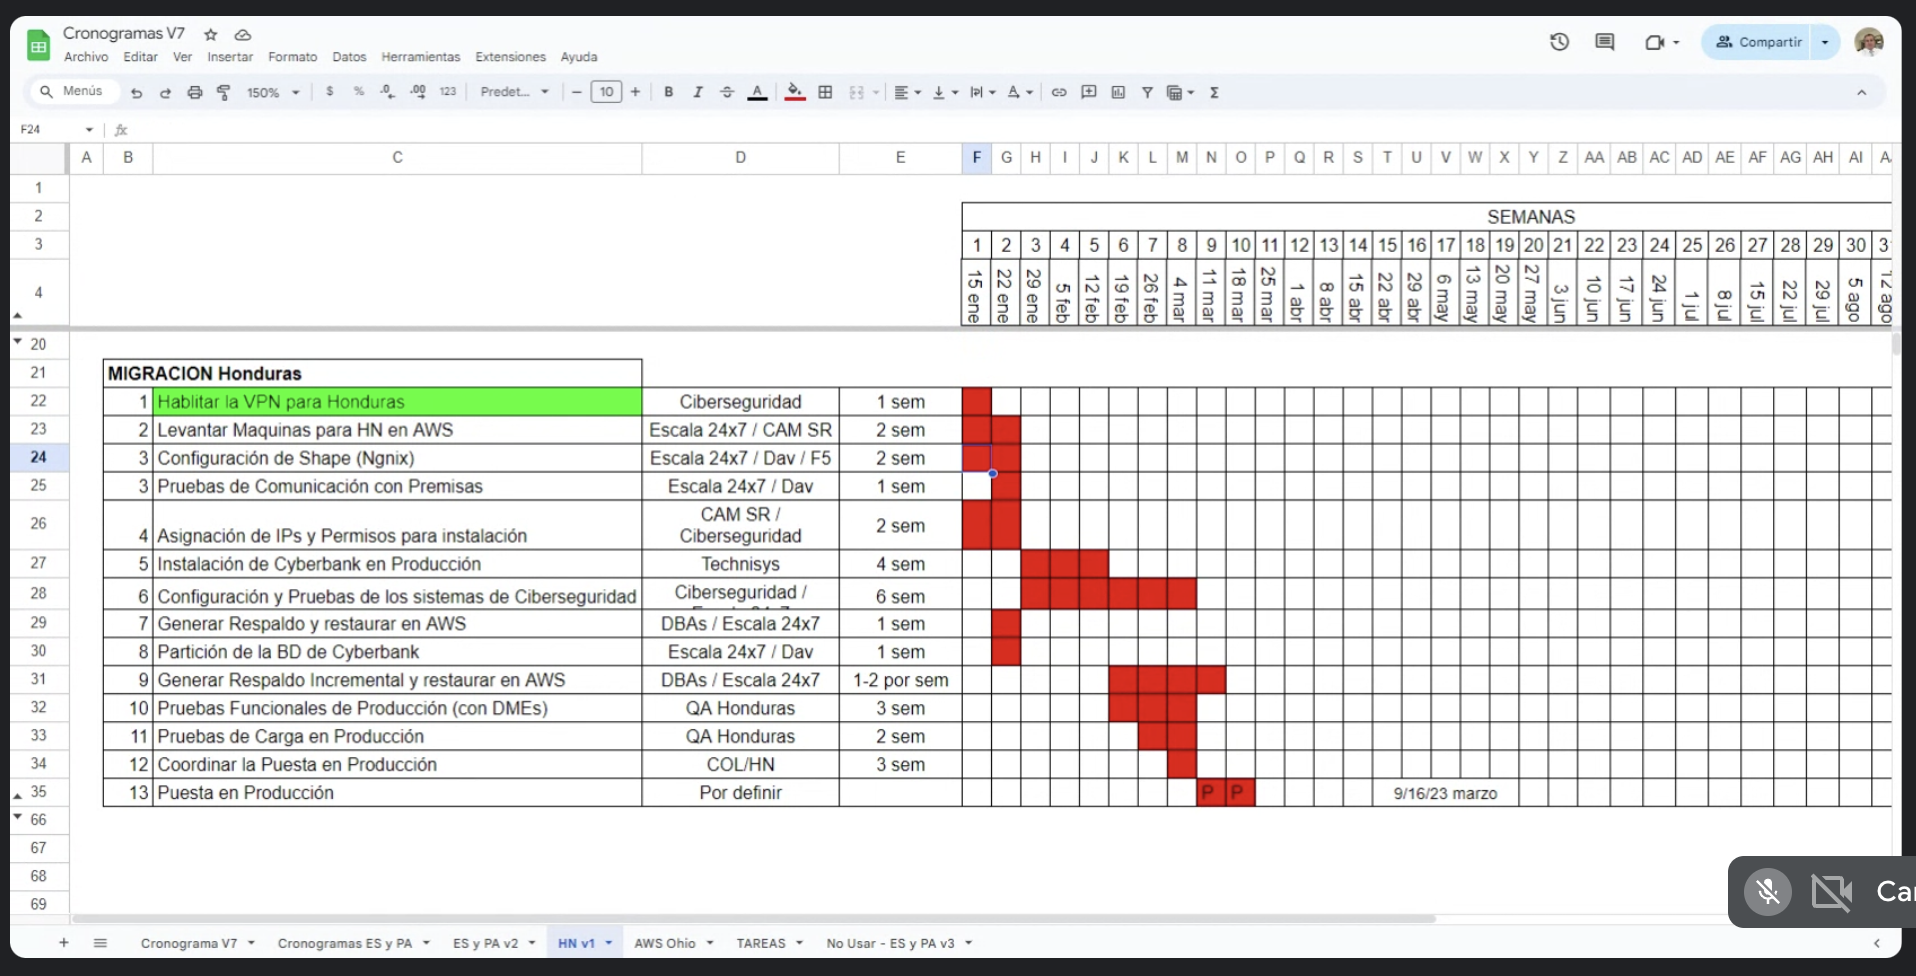 Cronogramas V7
Archivo Editar Ver Insertar Formato Datos Herramientas Extensiones Ayuda
Compartir
Menús 150% $ % .0 .00 123 Predet... 10 B I A
F24 fx
A B C D E F G H I J K L M N O P Q R S T U V W X Y Z AA AB AC AD AE AF AG AH AI
1
2 SEMANAS
3 1 2 3 4 5 6 7 8 9 10 11 12 13 14 15 16 17 18 19 20 21 22 23 24 25 26 27 28 29 30
4 15 ene 22 ene 29 ene 5 feb 12 feb 19 feb 26 feb 4 mar 11 mar 18 mar 25 mar 1 abr 8 abr 15 abr 22 abr 29 abr 6 may 13 may 20 may 27 may 3 jun 10 jun 17 jun 24 jun 1 jul 8 jul 15 jul 22 jul 29 jul 5 ago 12 ago
20
21 MIGRACION Honduras
22 1 Hablitar la VPN para Honduras Ciberseguridad 1 sem
23 2 Levantar Maquinas para HN en AWS Escala 24x7 / CAM SR 2 sem
24 3 Configuración de Shape (Ngnix) Escala 24x7 / Dav / F5 2 sem
25 3 Pruebas de Comunicación con Premisas Escala 24x7 / Dav 1 sem
26 4 Asignación de IPs y Permisos para instalación CAM SR / Ciberseguridad 2 sem
27 5 Instalación de Cyberbank en Producción Technisys 4 sem
28 6 Configuración y Pruebas de los sistemas de Ciberseguridad Ciberseguridad / 6 sem
29 7 Generar Respaldo y restaurar en AWS DBAs / Escala 24x7 1 sem
30 8 Partición de la BD de Cyberbank Escala 24x7 / Dav 1 sem
31 9 Generar Respaldo Incremental y restaurar en AWS DBAs / Escala 24x7 1-2 por sem
32 10 Pruebas Funcionales de Producción (con DMEs) QA Honduras 3 sem
33 11 Pruebas de Carga en Producción QA Honduras 2 sem
34 12 Coordinar la Puesta en Producción COL/HN 3 sem
35 13 Puesta en Producción Por definir P P 9/16/23 marzo
66
67
68
69
Cronograma V7 Cronogramas ES y PA ES y PA v2 HN v1 AWS Ohio TAREAS No Usar - ES y PA v3